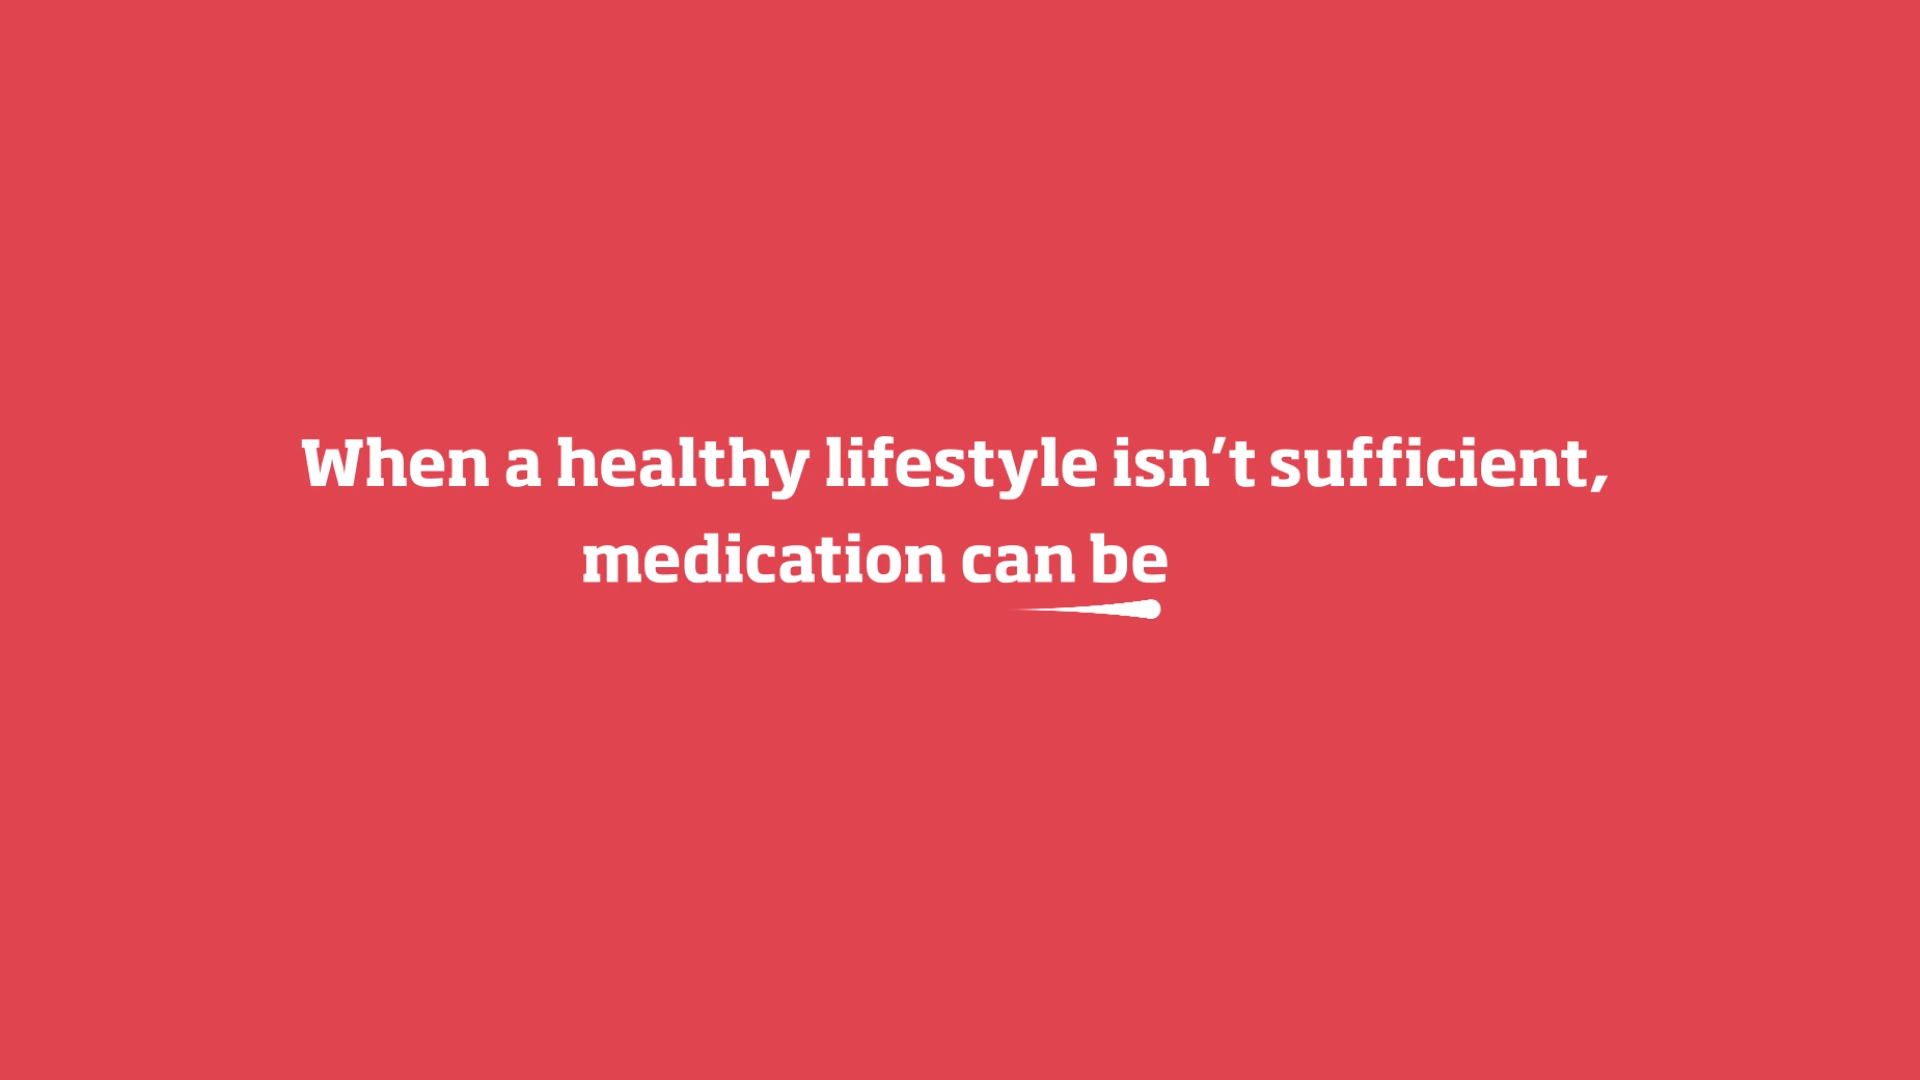 When a healthy lifestyle isn’t sufficient,
medication can be